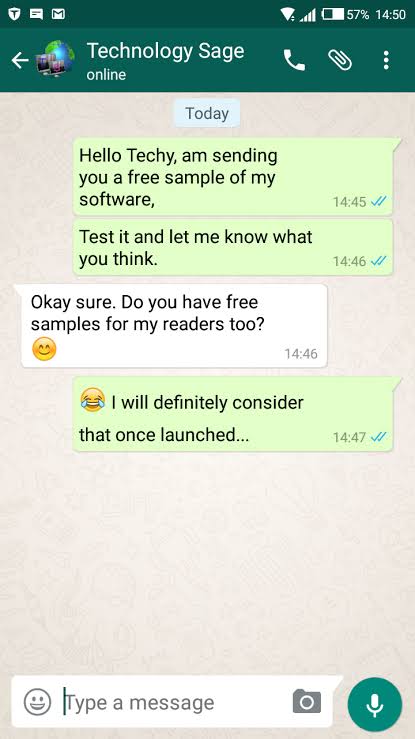 57% 14:50
Technology Sage
online
Today
Hello Techy, am sending
you a free sample of my
software,
14:45
Test it and let me know what
you think.
14:46
Okay sure. Do you have free
samples for my readers too?
😊
14:46
😂 I will definitely consider
that once launched...
14:47
Type a message